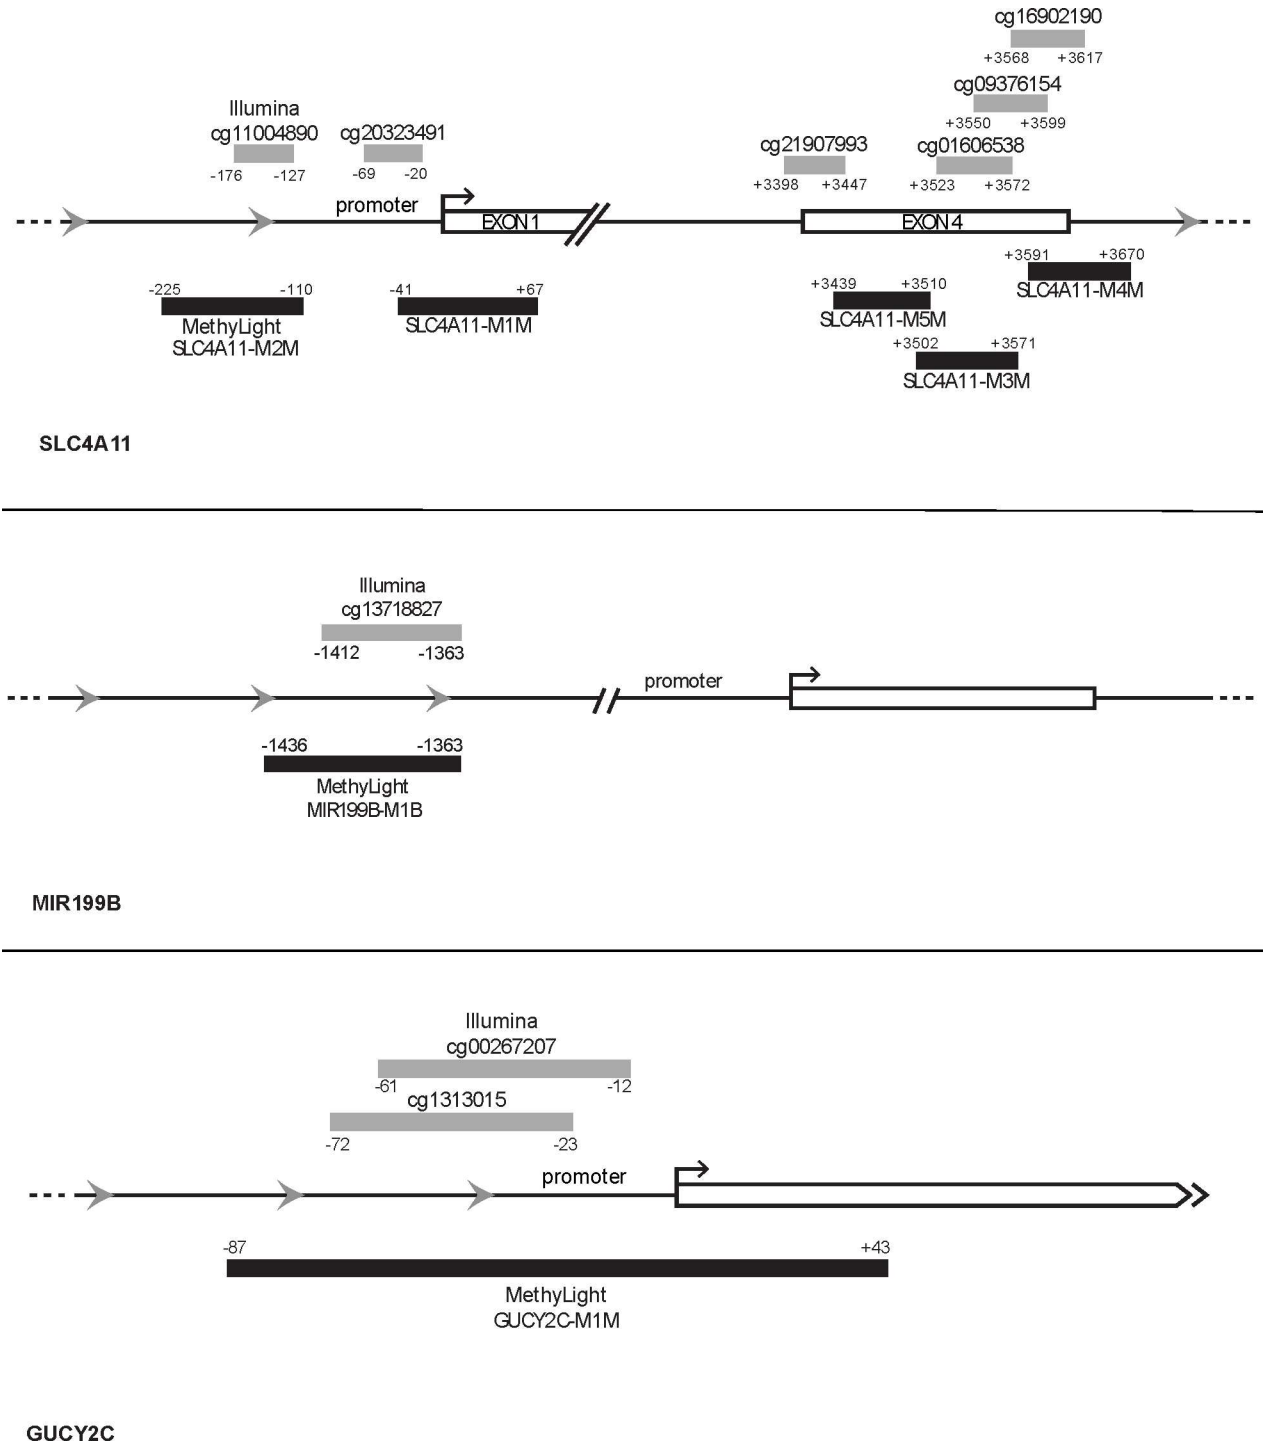 cg16902190
+3568 +3617
cg09376154
+3550 +3599
Illumina
cg11004890 cg20323491
-176 -127 -69 -20
cg21907993 cg01606538
+3398 +3447 +3523 +3572
promoter
EXON 1 EXON 4
+3591 +3670
SLC4A11-M4M
-225 -110 -41 +67 +3439 +3510
MethyLight SLC4A11-M1M SLC4A11-M5M
SLC4A11-M2M
+3502 +3571
SLC4A11-M3M
SLC4A11
Illumina
cg13718827
-1412 -1363
promoter
-1436 -1363
MethyLight
MIR199B-M1B
MIR199B
Illumina
cg00267207
-61 -12
cg1313015
-72 -23
promoter
-87 +43
MethyLight
GUCY2C-M1M
GUCY2C